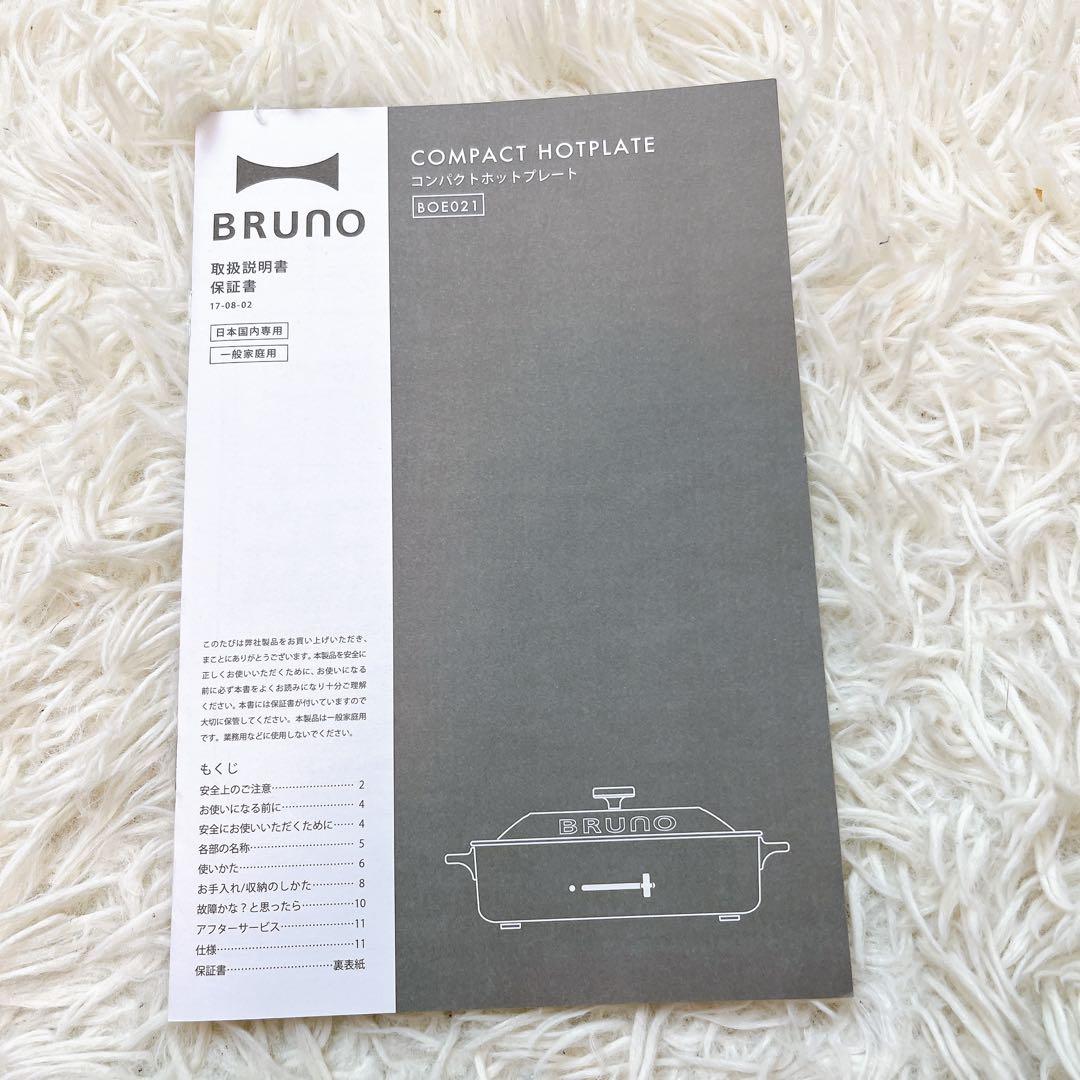 BRUNO
取扱説明書
保証書
17-08-02
日本国内専用
一般家庭用
COMPACT HOTPLATE
コンパクトホットプレート
BOE021
このたびは弊社製品をお買い上げいただき、
まことにありがとうございます。本製品を安全に
正しくお使いいただくために、お使いになる
前に必ず本書をよくお読みになり十分ご理解
ください。本書には保証書が付いていますので
大切に保管してください。本製品は一般家庭用
です。業務用などに使用しないでください。
もくじ
安全上のご注意……………………2
お使いになる前に…………………4
安全にお使いいただくために……4
各部の名称…………………………5
使いかた……………………………6
お手入れ/収納のしかた…………8
故障かな？と思ったら……………10
アフターサービス…………………11
仕様…………………………………11
保証書…………………………裏表紙
BRUNO